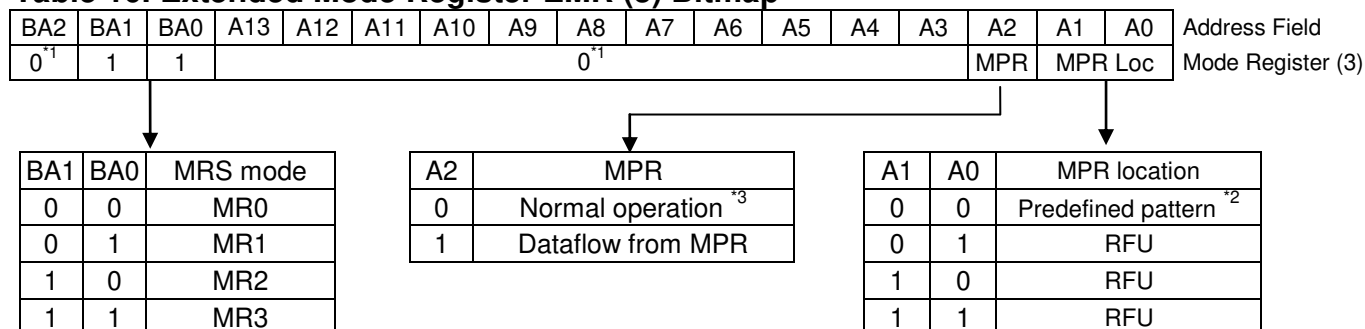 Table 10. Extended Mode Register EMR (3) Bitmap
BA2 BA1 BA0 A13 A12 A11 A10 A9 A8 A7 A6 A5 A4 A3 A2 A1 A0 Address Field
0*1 1 1 0*1 MPR MPR Loc Mode Register (3)
BA1 BA0 MRS mode
0 0 MR0
0 1 MR1
1 0 MR2
1 1 MR3
A2 MPR
0 Normal operation *3
1 Dataflow from MPR
A1 A0 MPR location
0 0 Predefined pattern *2
0 1 RFU
1 0 RFU
1 1 RFU